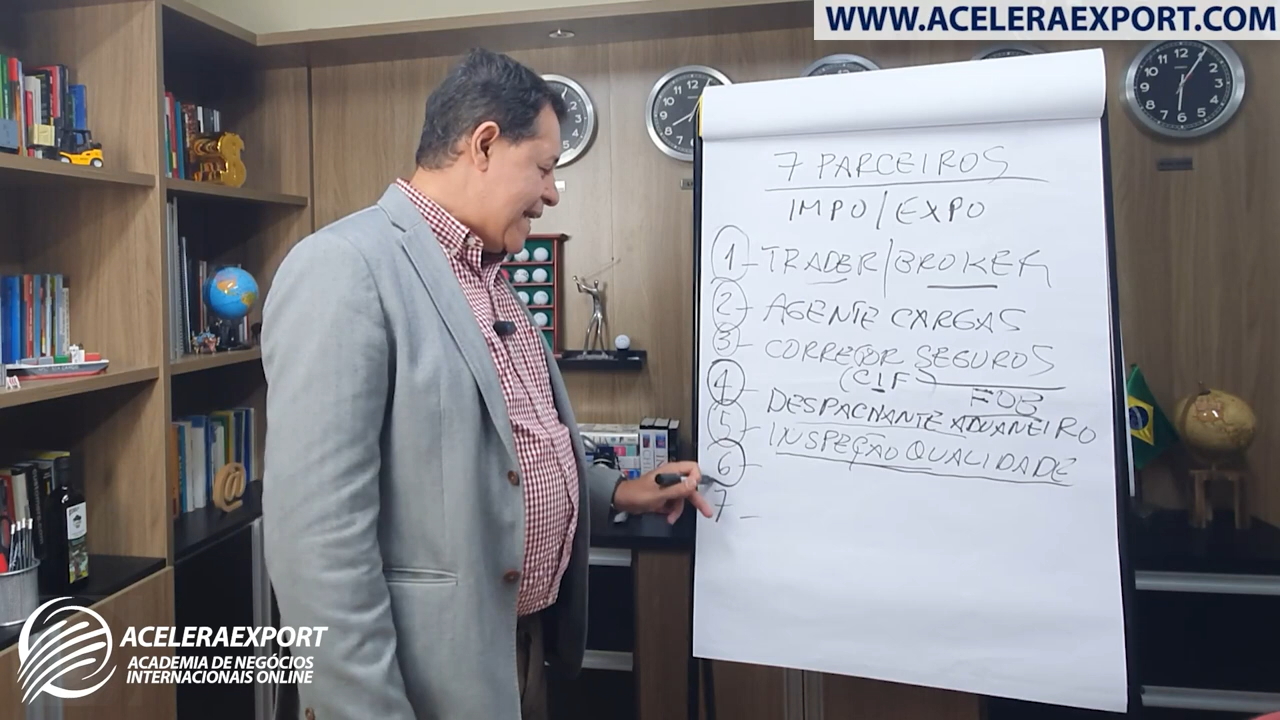 WWW.ACELERAEXPORT.COM
7 PARCEIROS
IMPO/EXPO
1 - TRADER/BROKER
2 - AGENTE CARGAS
3 - CORRETOR SEGUROS
(CIF) FOB
4 - DESPACHANTE ADUANEIRO
5 - INSPEÇÃO QUALIDADE
6 -
7 -
ACELERAEXPORT
ACADEMIA DE NEGÓCIOS
INTERNACIONAIS ONLINE